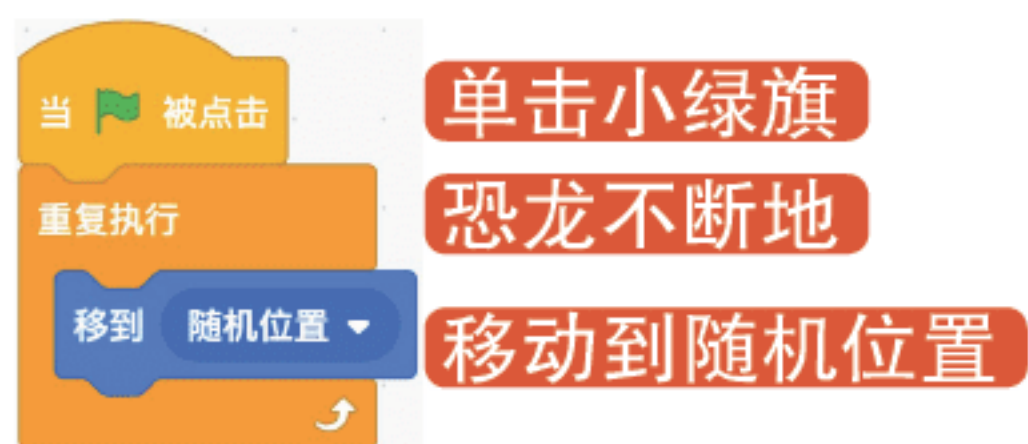 当 被点击
单击小绿旗
重复执行
恐龙不断地
移到 随机位置
移动到随机位置